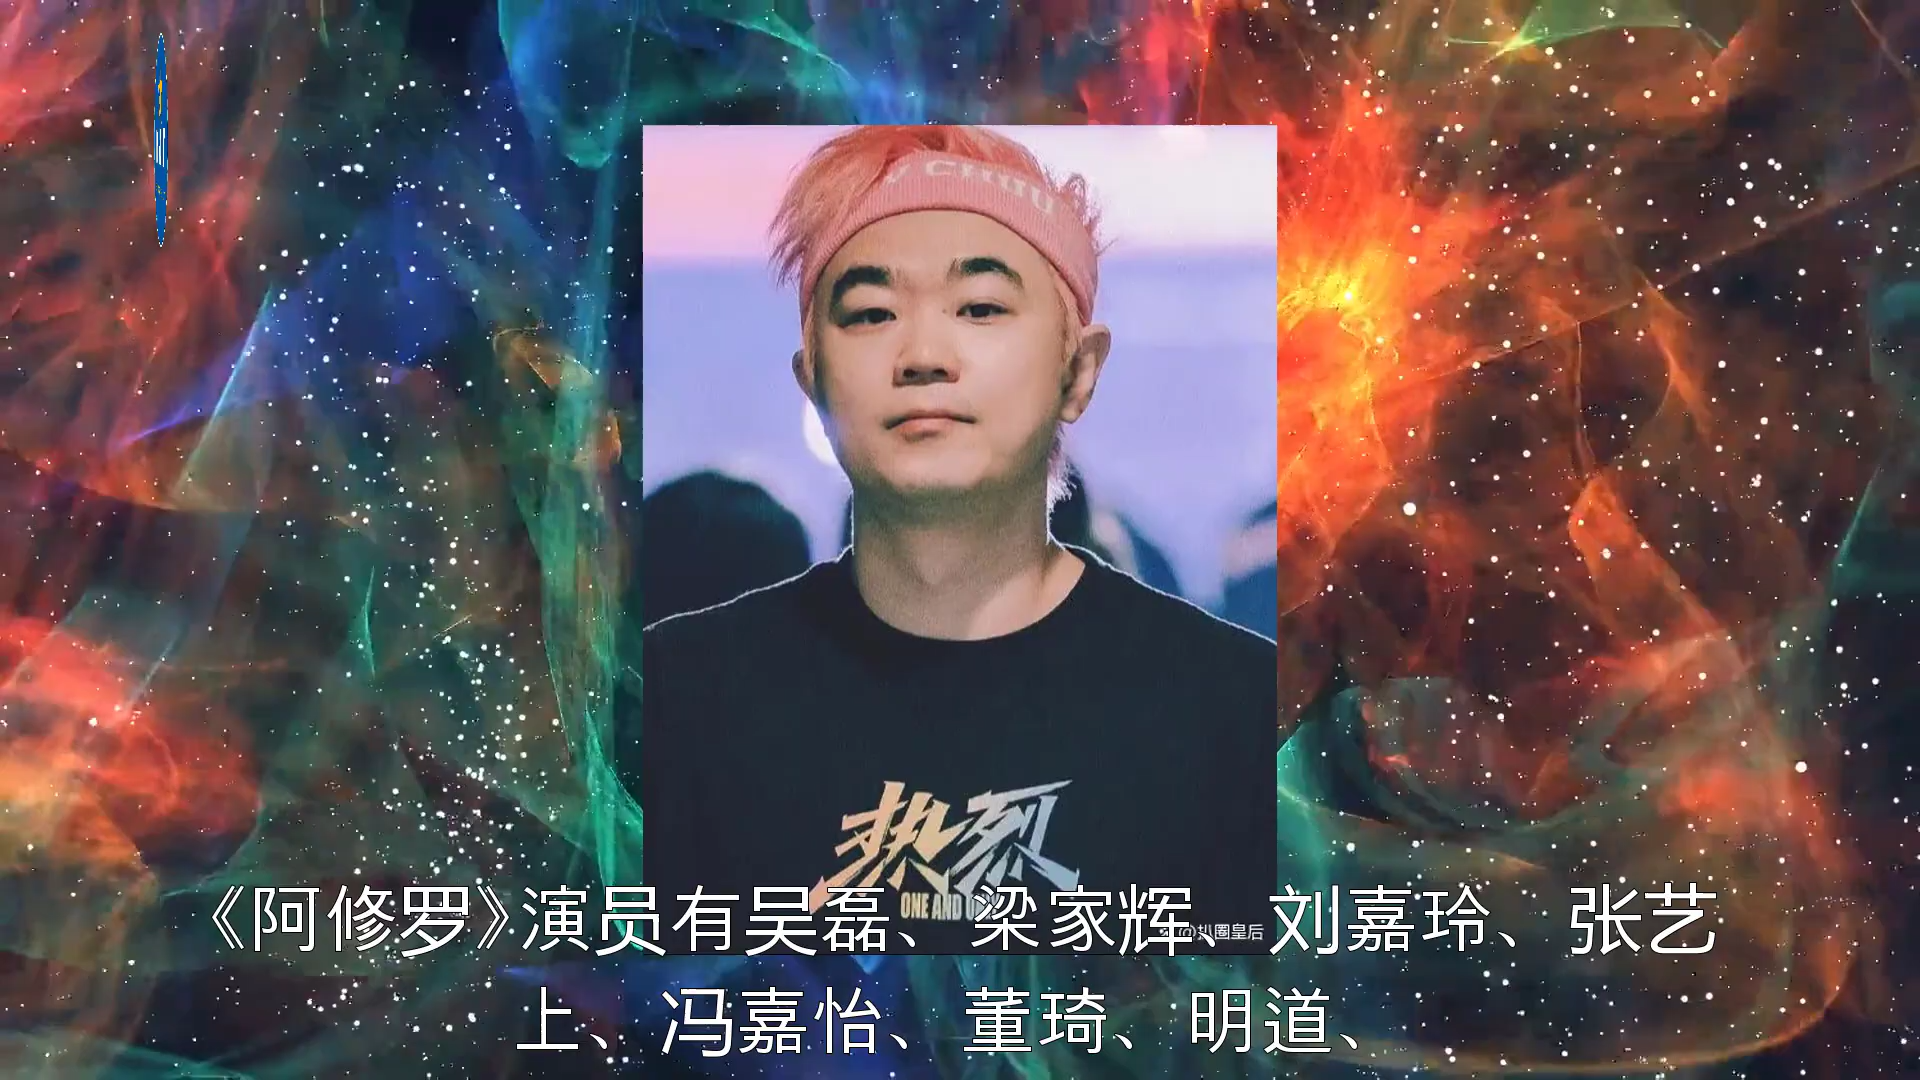 热烈
ONE AND
@扒圈皇后
《阿修罗》演员有吴磊、梁家辉、刘嘉玲、张艺
上、冯嘉怡、董琦、明道、